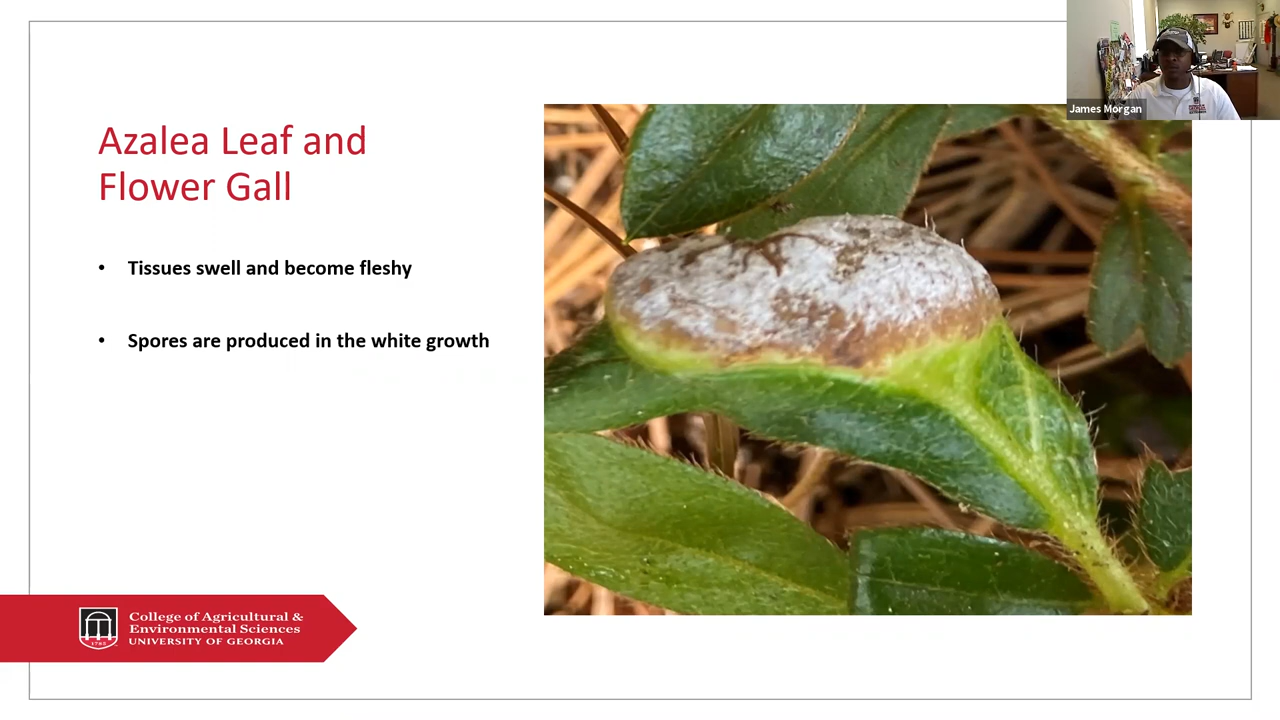 James Morgan
Azalea Leaf and
Flower Gall
• Tissues swell and become fleshy
• Spores are produced in the white growth
College of Agricultural &
Environmental Sciences
UNIVERSITY OF GEORGIA
1785